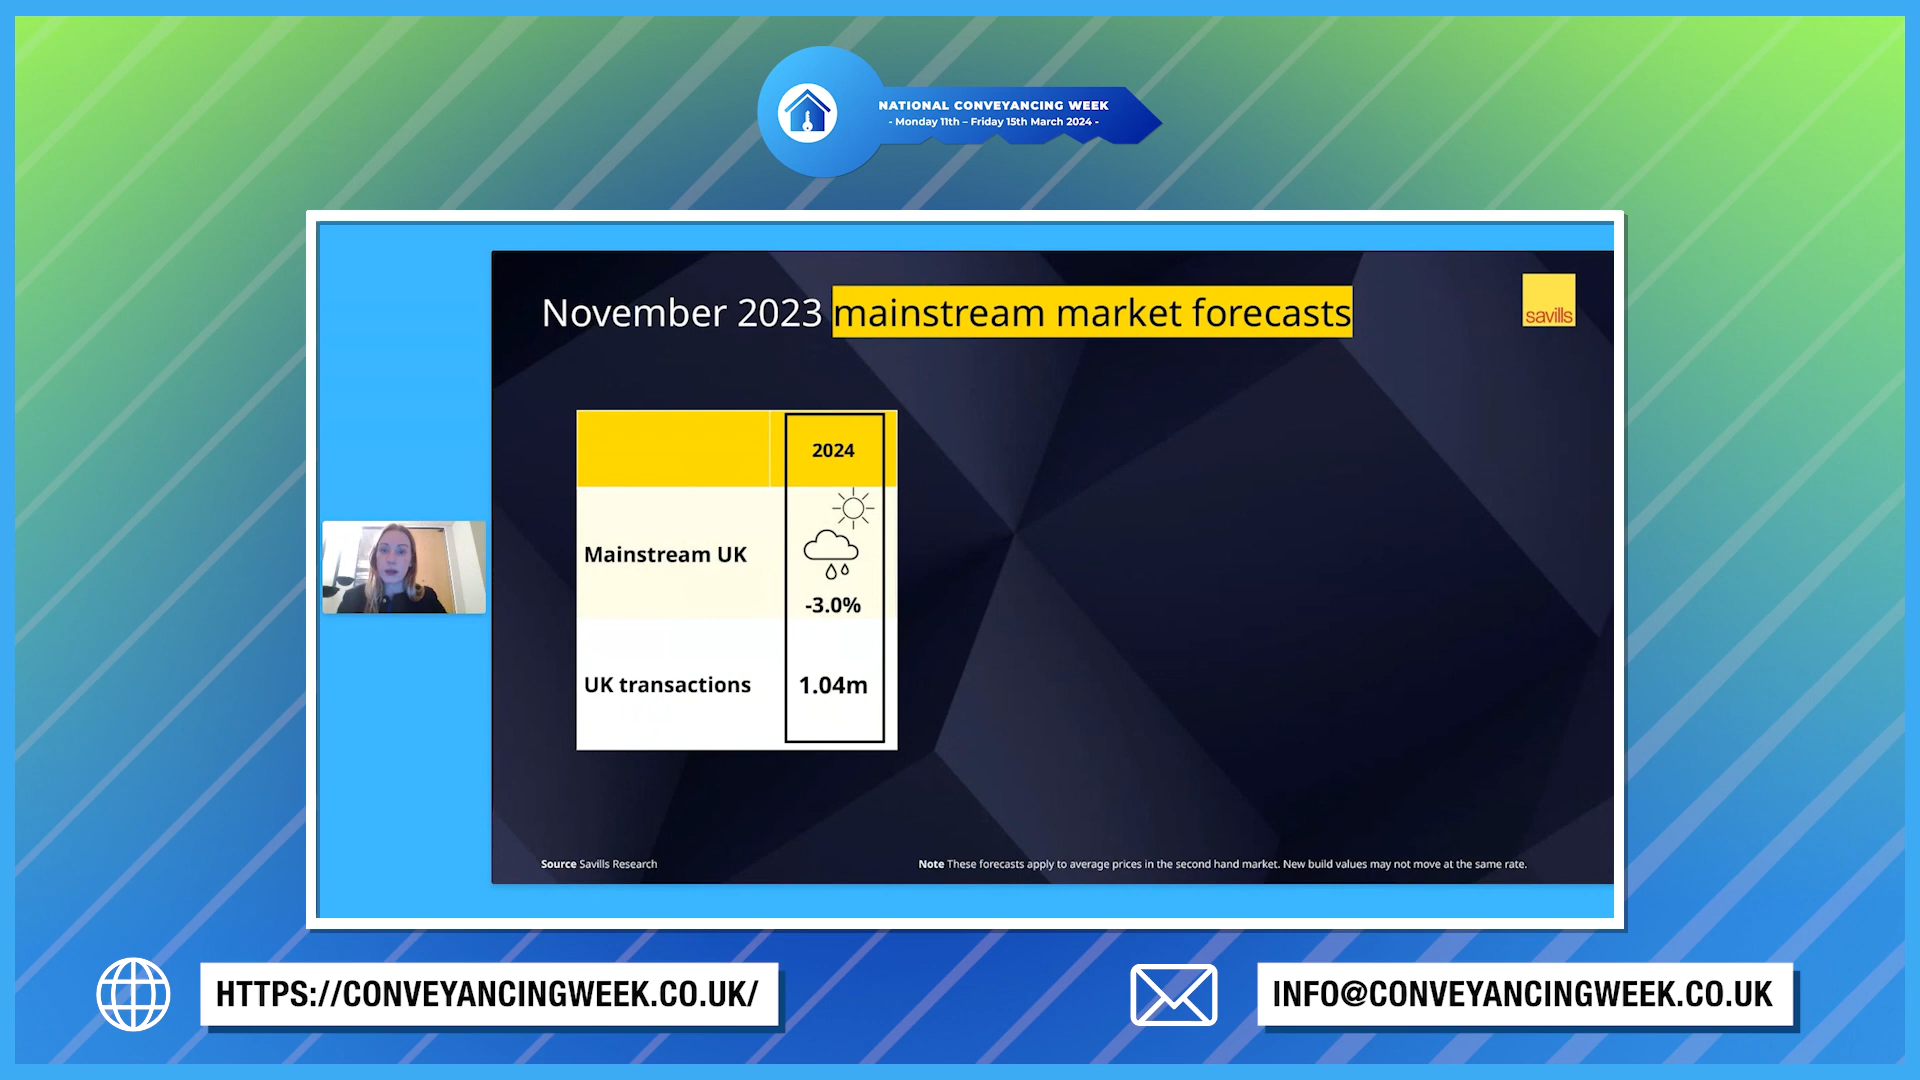 NATIONAL CONVEYANCING WEEK
- Monday 11th – Friday 15th March 2024 -
November 2023 mainstream market forecasts
savills
2024
Mainstream UK
-3.0%
UK transactions 1.04m
Source Savills Research
Note These forecasts apply to average prices in the second hand market. New build values may not move at the same rate.
HTTPS://CONVEYANCINGWEEK.CO.UK/
INFO@CONVEYANCINGWEEK.CO.UK